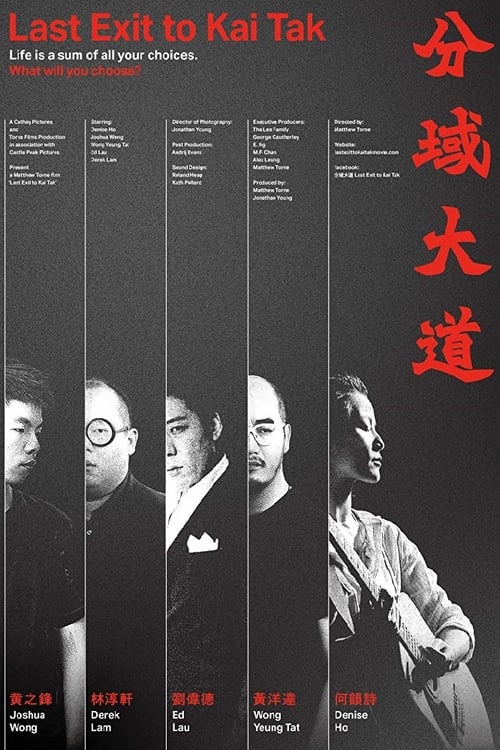 Last Exit to Kai Tak
Life is a sum of all your choices.
What will you choose?
分域大道
A Cathay Pictures
and
Torne Films Production
in association with
Castle Peak Pictures
Present
a Matthew Torne film
'Last Exit to Kai Tak'
Starring:
Denise Ho
Joshua Wong
Wong Yeung Tat
Ed Lau
Derek Lam
Director of Photography:
Jonathan Young
Post Production:
Andrij Evans
Sound Design:
Roland Heap
Kath Pollard
Executive Producers:
The Lee Family
George Cautherley
E. Ng
M.F. Chan
Alex Leung
Matthew Torne
Produced by:
Matthew Torne
Jonathan Young
Directed by:
Matthew Torne
Website:
lastexittokaitakmovie.com
facebook:
分域大道 Last Exit to Kai Tak
黄之鋒
Joshua
Wong
林淳軒
Derek
Lam
劉偉德
Ed
Lau
黃洋達
Wong
Yeung Tat
何韻詩
Denise
Ho